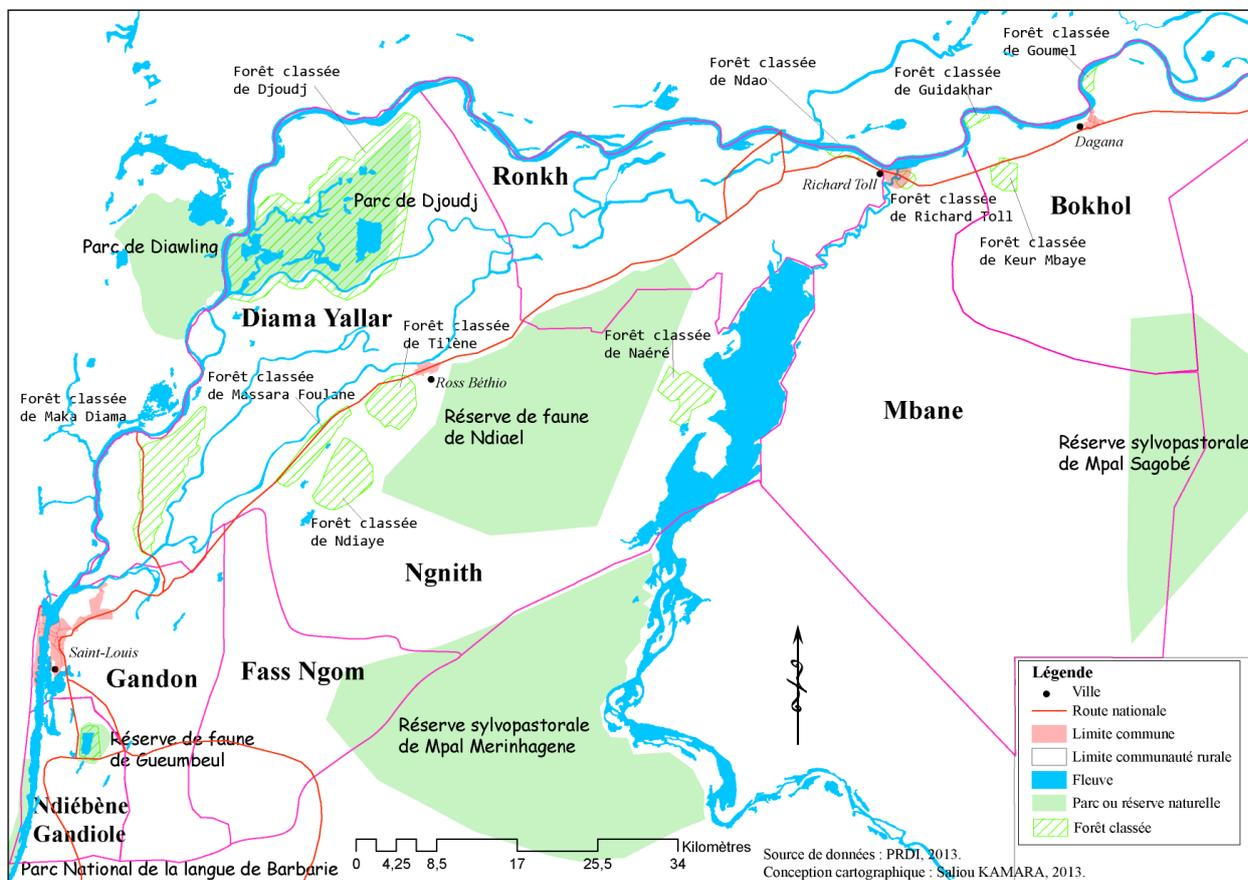 Forêt classée
de Goumel
Forêt classée
de Ndao
Forêt classée
de Guidakhar
Forêt classée
de Djoudj
Dagana
Ronkh
Richard Toll
Parc de Djoudj
Forêt classée
de Richard Toll
Bokhol
Parc de Diawling
Forêt classée
de Keur Mbaye
Diama Yallar
Forêt classée
de Tilène
Forêt classée
de Naéré
Forêt classée
de Massara Foulane
Ross Béthio
Forêt classée
de Maka Diama
Réserve de faune
de Ndiael
Mbane
Réserve sylvopastorale
de Mpal Sagobé
Forêt classée
de Ndiaye
Ngnith
Saint-Louis
Gandon
Fass Ngom
Réserve sylvopastorale
de Mpal Merinhagene
Réserve de faune
de Gueumbeul
Ndiébène
Gandiole
Parc National de la langue de Barbarie
Légende
Ville
Route nationale
Limite commune
Limite communauté rurale
Fleuve
Parc ou réserve naturelle
Forêt classée
Kilomètres
0 4,25 8,5 17 25,5 34
Source de données : PRDI, 2013.
Conception cartographique : Saliou KAMARA, 2013.